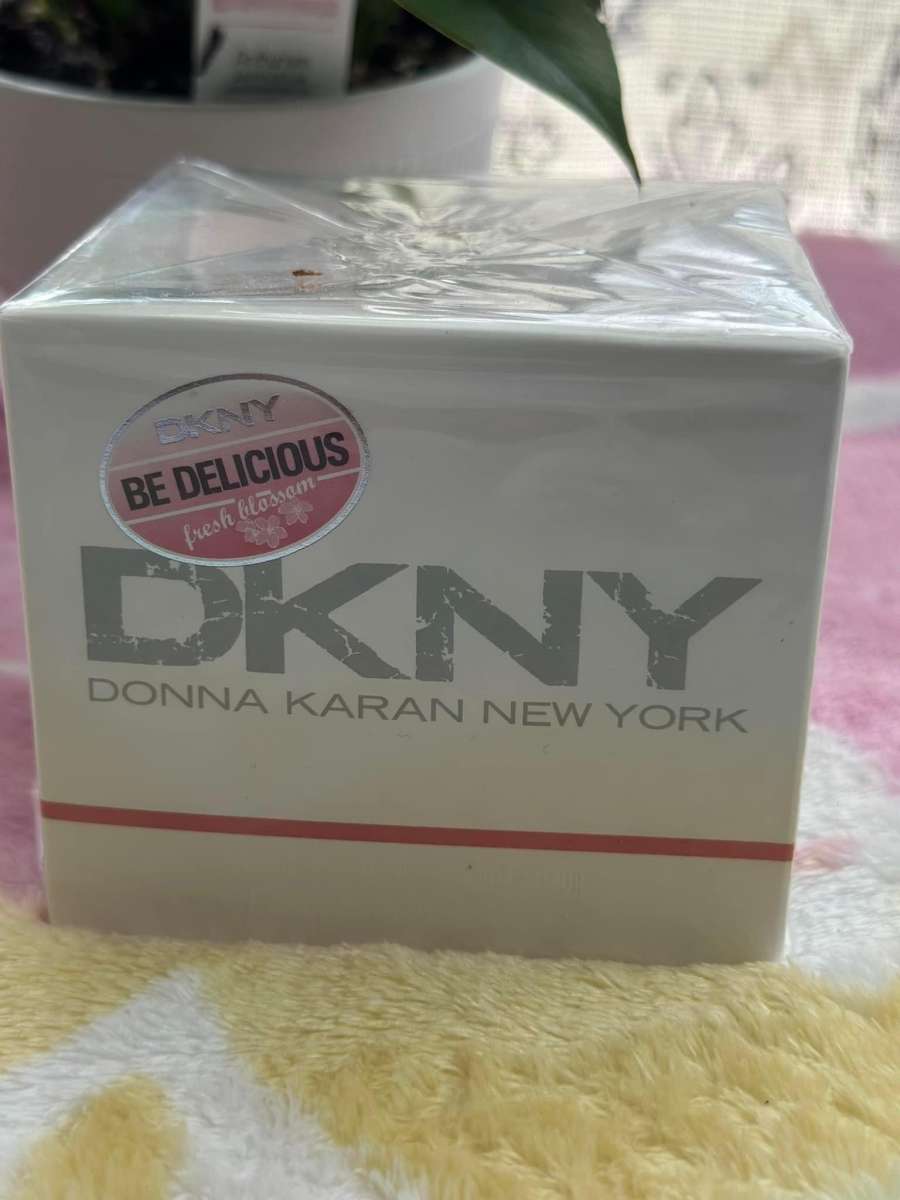 DKNY
BE DELICIOUS
fresh blossom
DKNY
DONNA KARAN NEW YORK